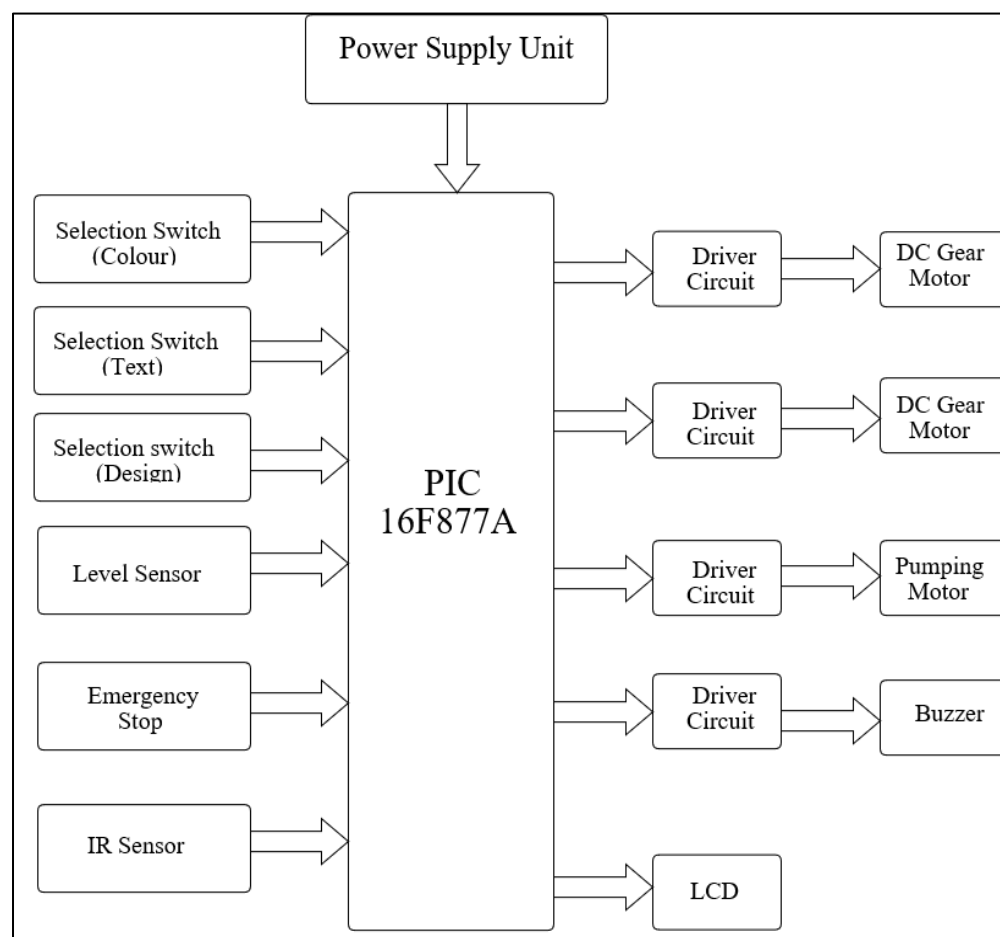 Power Supply Unit
Selection Switch
(Colour)
Selection Switch
(Text)
Selection switch
(Design)
Level Sensor
Emergency
Stop
IR Sensor
PIC
16F877A
Driver
Circuit
DC Gear
Motor
Driver
Circuit
DC Gear
Motor
Driver
Circuit
Pumping
Motor
Driver
Circuit
Buzzer
LCD